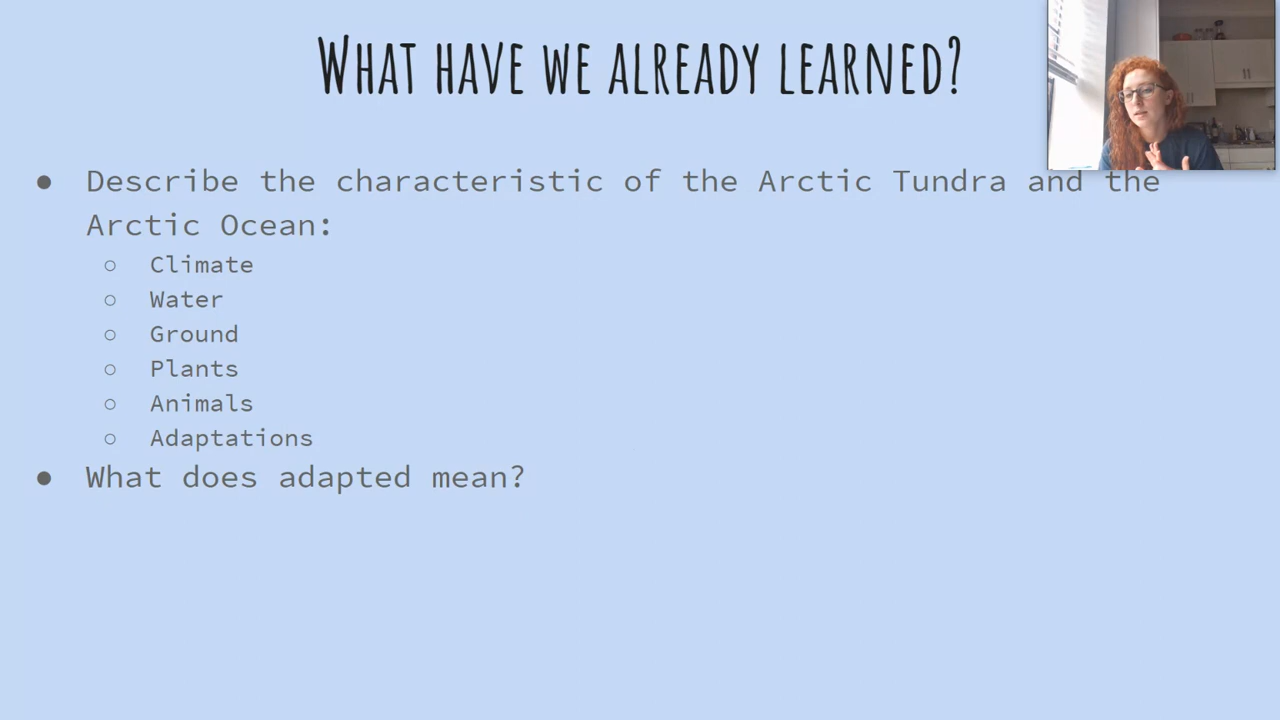 What have we already learned?
● Describe the characteristic of the Arctic Tundra and the
Arctic Ocean:
○ Climate
○ Water
○ Ground
○ Plants
○ Animals
○ Adaptations
● What does adapted mean?